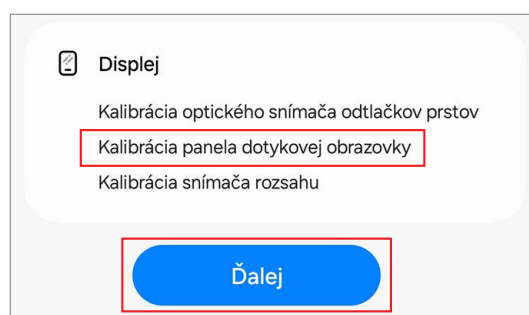 Displej
Kalibrácia optického snímača odtlačkov prstov
Kalibrácia panela dotykovej obrazovky
Kalibrácia snímača rozsahu
Ďalej